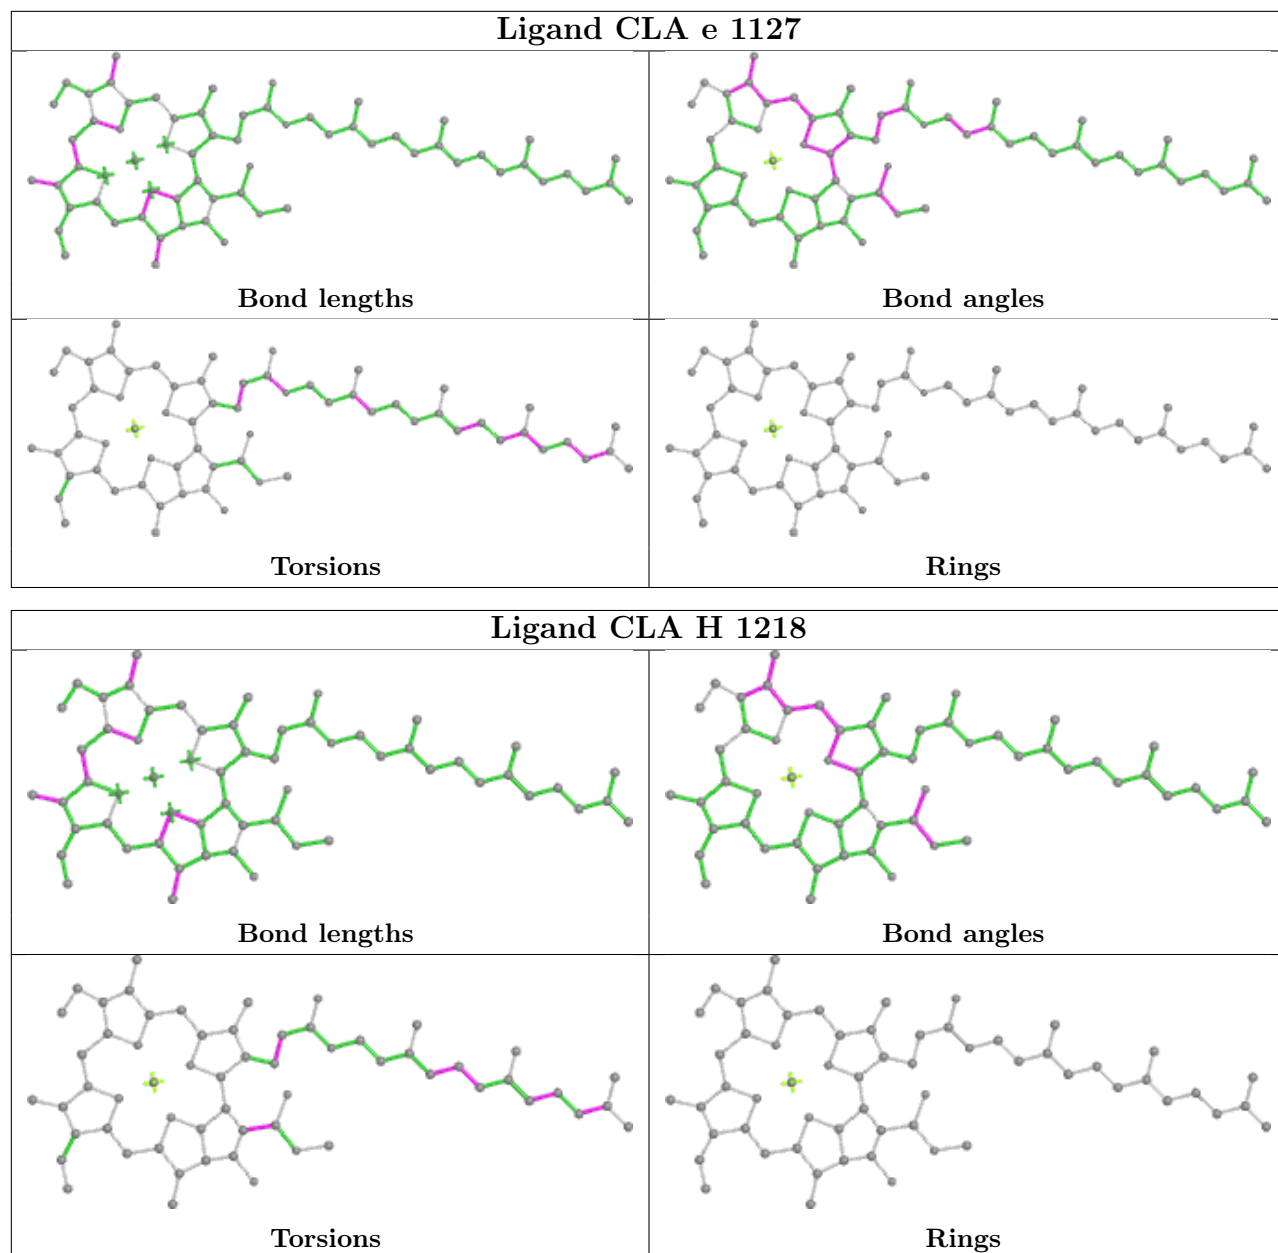 Ligand CLA e 1127
Bond lengths
Bond angles
Torsions
Rings
Ligand CLA H 1218
Bond lengths
Bond angles
Torsions
Rings